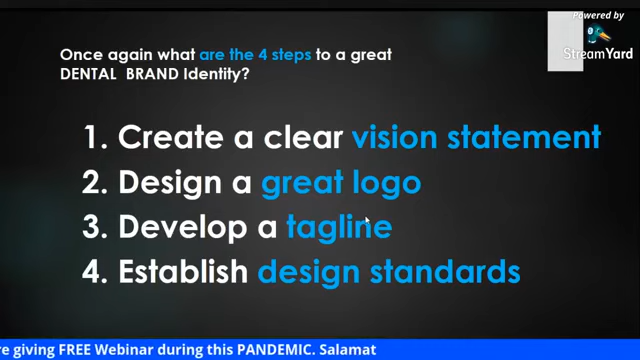 Powered by
StreamYard
Once again what are the 4 steps to a great
DENTAL BRAND Identity?
1. Create a clear vision statement
2. Design a great logo
3. Develop a tagline
4. Establish design standards
re giving FREE Webinar during this PANDEMIC. Salamat